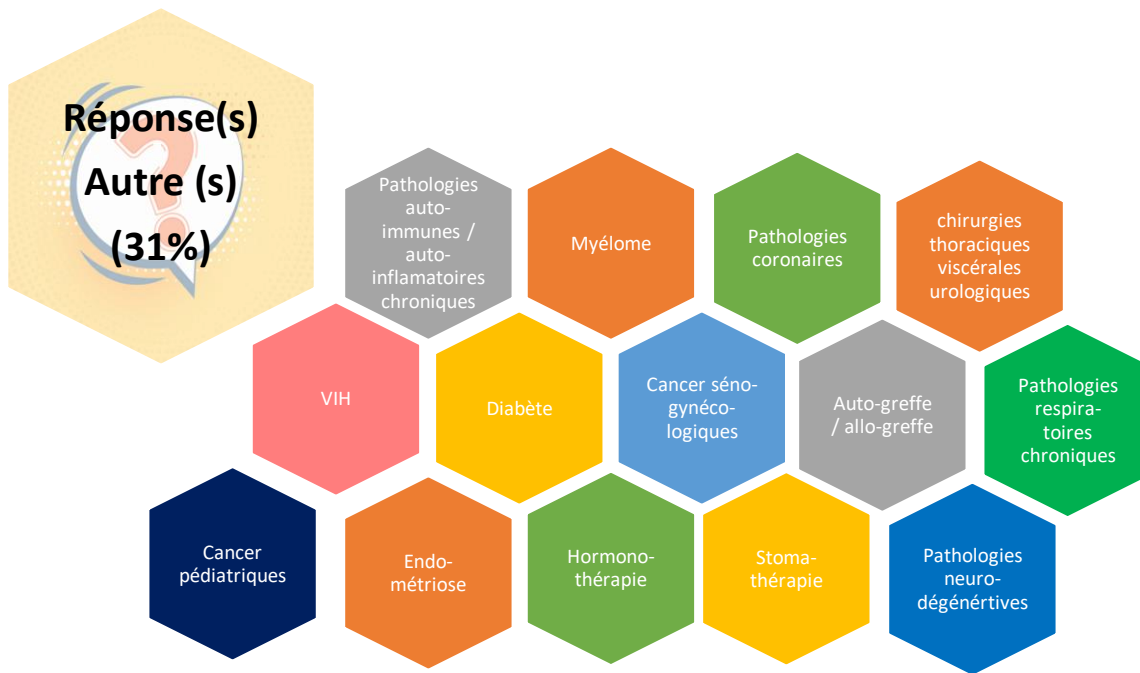 Réponse(s)
Autre (s)
(31%)
Pathologies
auto-
immunes /
auto-
inflamatoires
chroniques
Myélome
Pathologies
coronaires
chirurgies
thoraciques
viscérales
urologiques
VIH
Diabète
Cancer séno-
gynéco-
logiques
Auto-greffe
/ allo-greffe
Pathologies
respira-
toires
chroniques
Cancer
pédiatriques
Endo-
métriose
Hormono-
thérapie
Stoma-
thérapie
Pathologies
neuro-
dégénértives